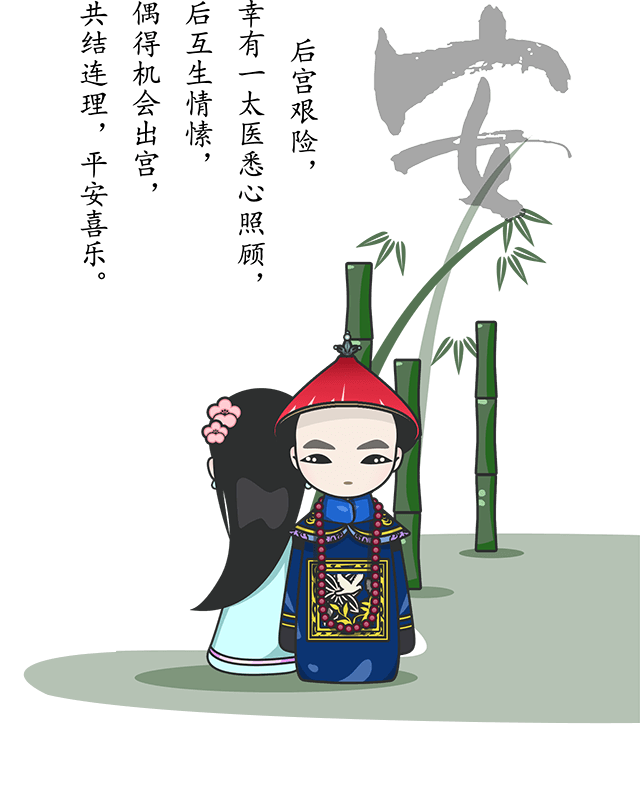 安
后宫艰险，
幸有一太医悉心照顾，
后互生情愫，
偶得机会出宫，
共结连理，平安喜乐。